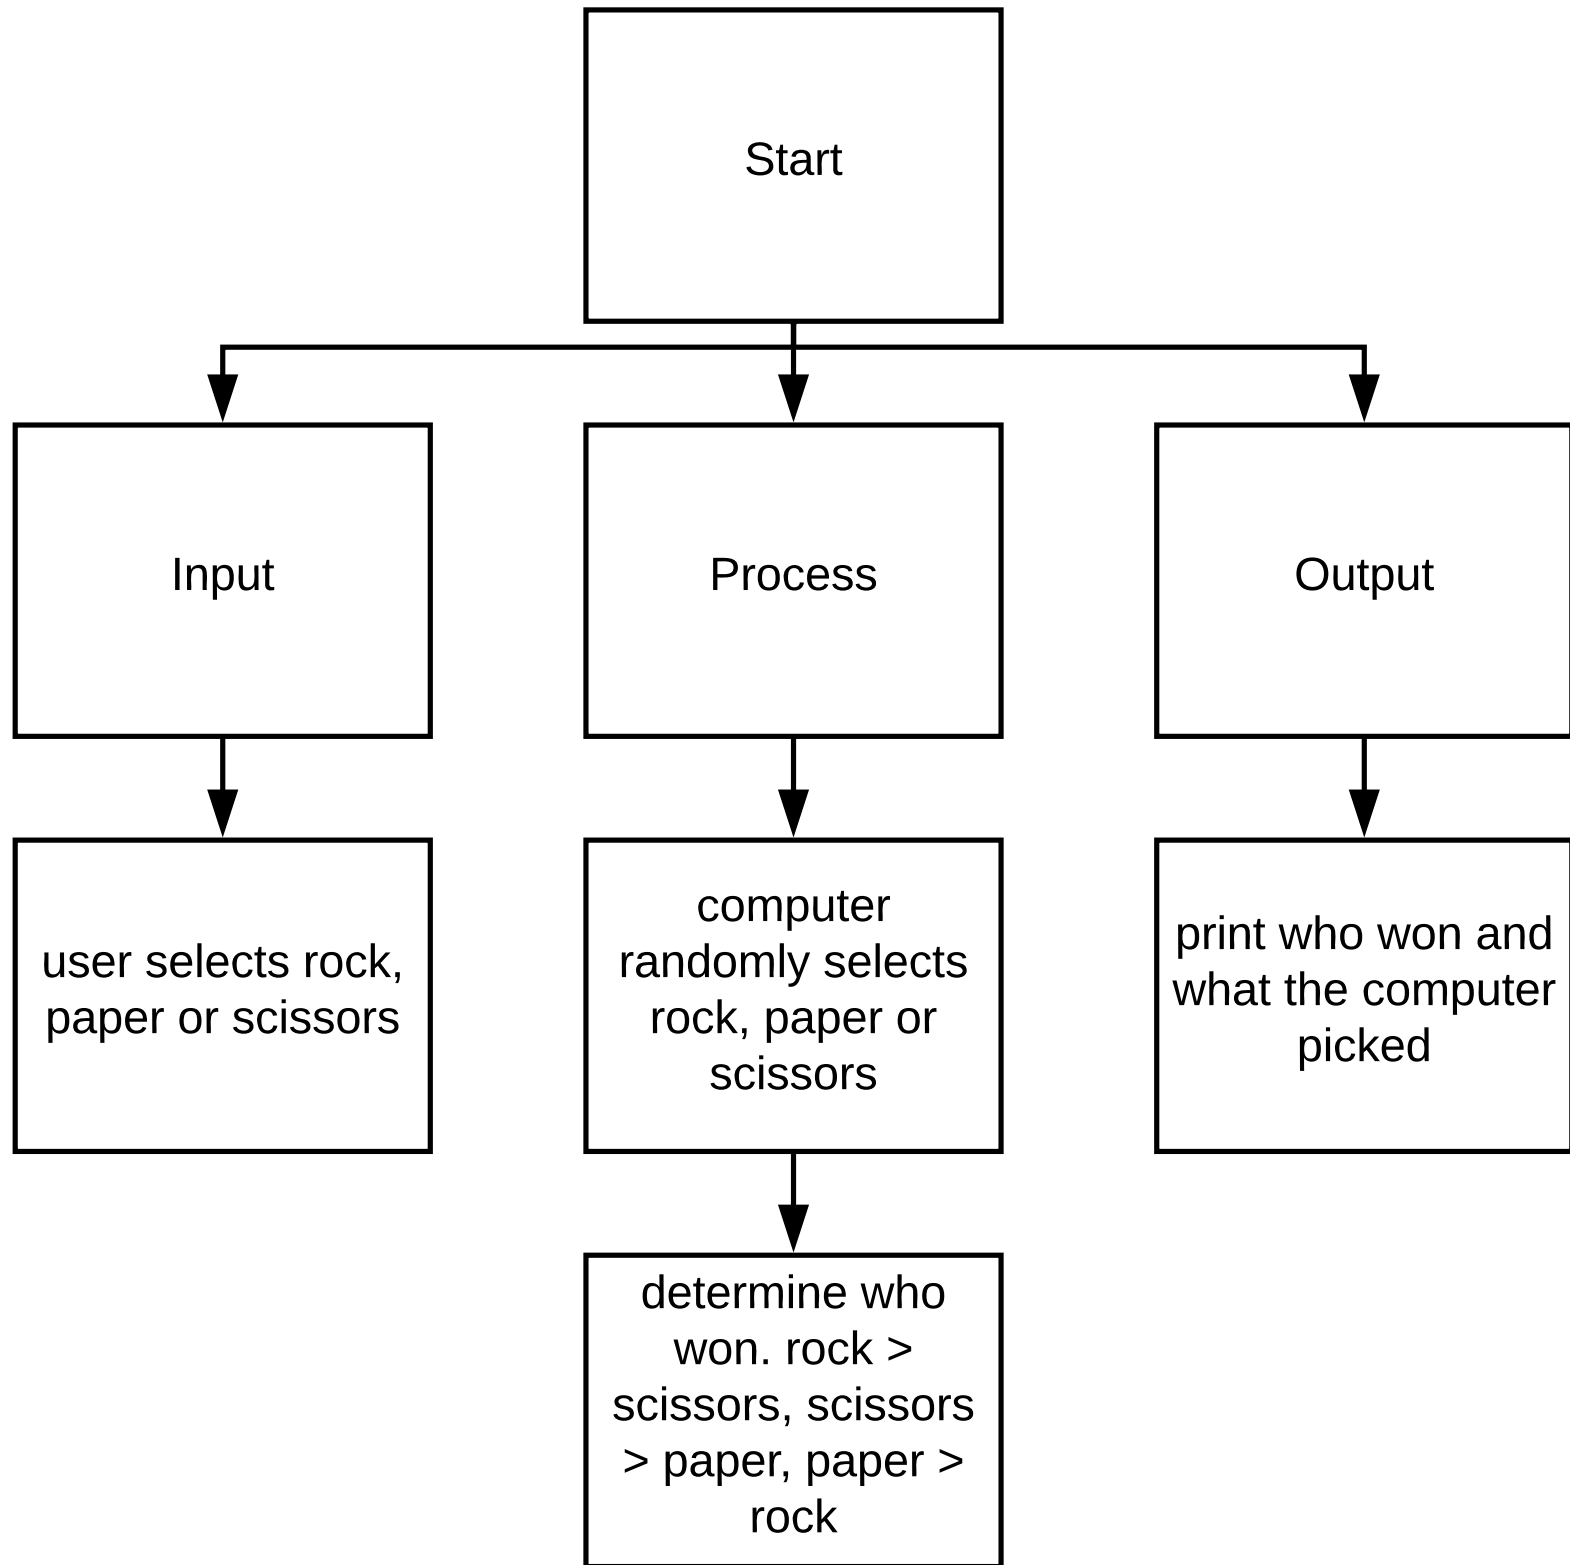 Start
Input
Process
Output
user selects rock,
paper or scissors
computer
randomly selects
rock, paper or
scissors
print who won and
what the computer
picked
determine who
won. rock >
scissors, scissors
> paper, paper >
rock